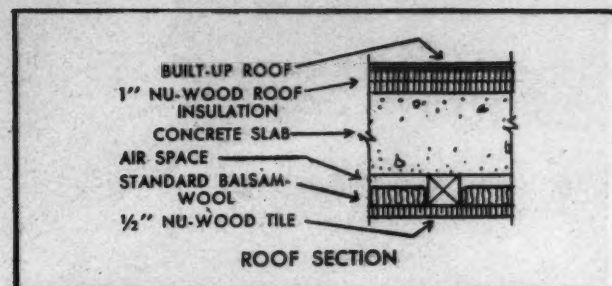 BUILT-UP ROOF
1" NU-WOOD ROOF
INSULATION
CONCRETE SLAB
AIR SPACE
STANDARD BALSAM-
WOOL
1/2" NU-WOOD TILE
ROOF SECTION